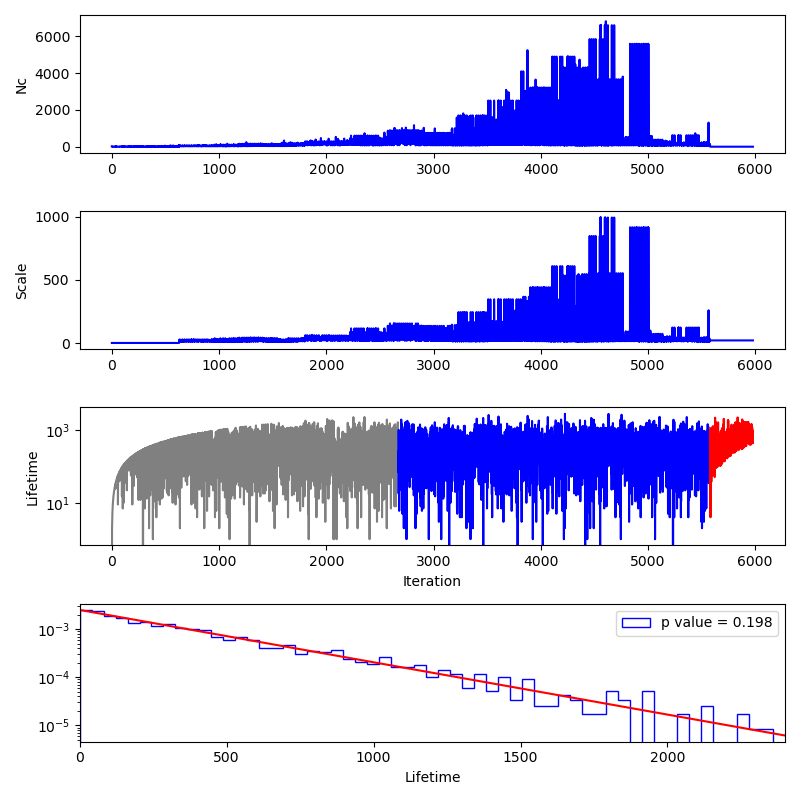 Nc
6000
4000
2000
0
0 1000 2000 3000 4000 5000 6000
Scale
1000
500
0
0 1000 2000 3000 4000 5000 6000
Lifetime
10³
10¹
0 1000 2000 3000 4000 5000 6000
Iteration
p value = 0.198
10⁻³
10⁻⁴
10⁻⁵
0 500 1000 1500 2000
Lifetime